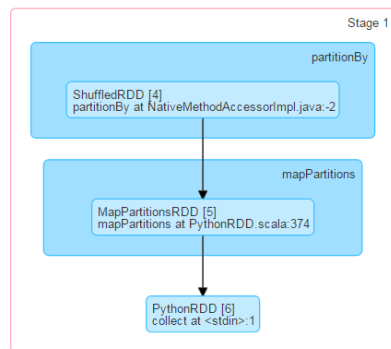 Stage 1
partitionBy
ShuffledRDD [4]
partitionBy at NativeMethodAccessorImpl.java:-2
mapPartitions
MapPartitionsRDD [5]
mapPartitions at PythonRDD.scala:374
PythonRDD [6]
collect at <stdin>:1